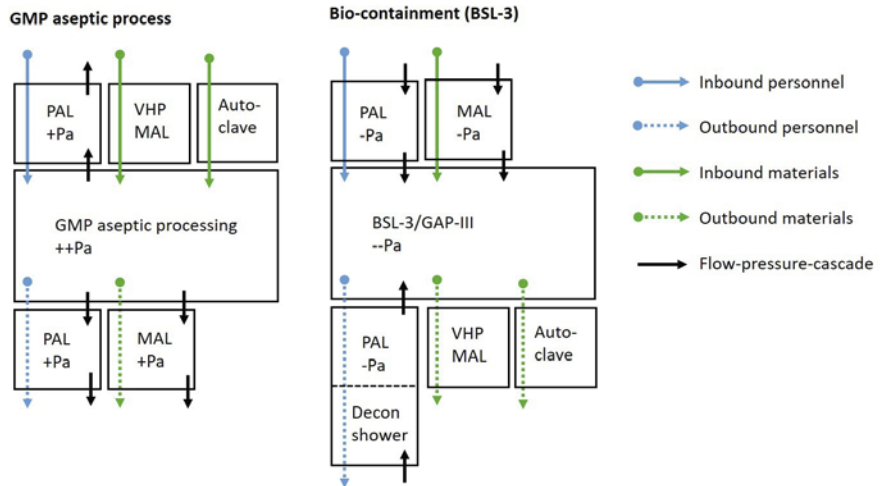 GMP aseptic process
PAL
+Pa
VHP
MAL
Auto-
clave
GMP aseptic processing
++Pa
PAL
+Pa
MAL
+Pa
Bio-containment (BSL-3)
PAL
-Pa
MAL
-Pa
BSL-3/GAP-III
--Pa
PAL
-Pa
Decon
shower
VHP
MAL
Auto-
clave
Inbound personnel
Outbound personnel
Inbound materials
Outbound materials
Flow-pressure-cascade